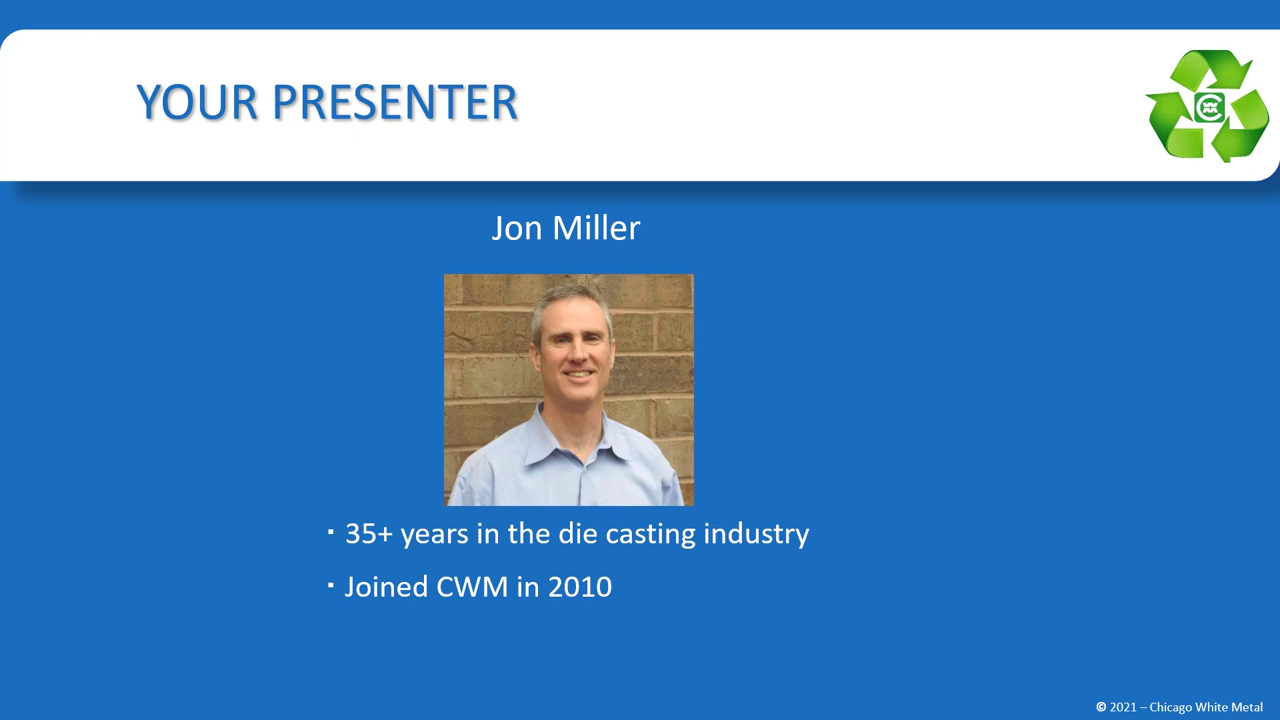 YOUR PRESENTER
Jon Miller
▪ 35+ years in the die casting industry
▪ Joined CWM in 2010
© 2021 – Chicago White Metal